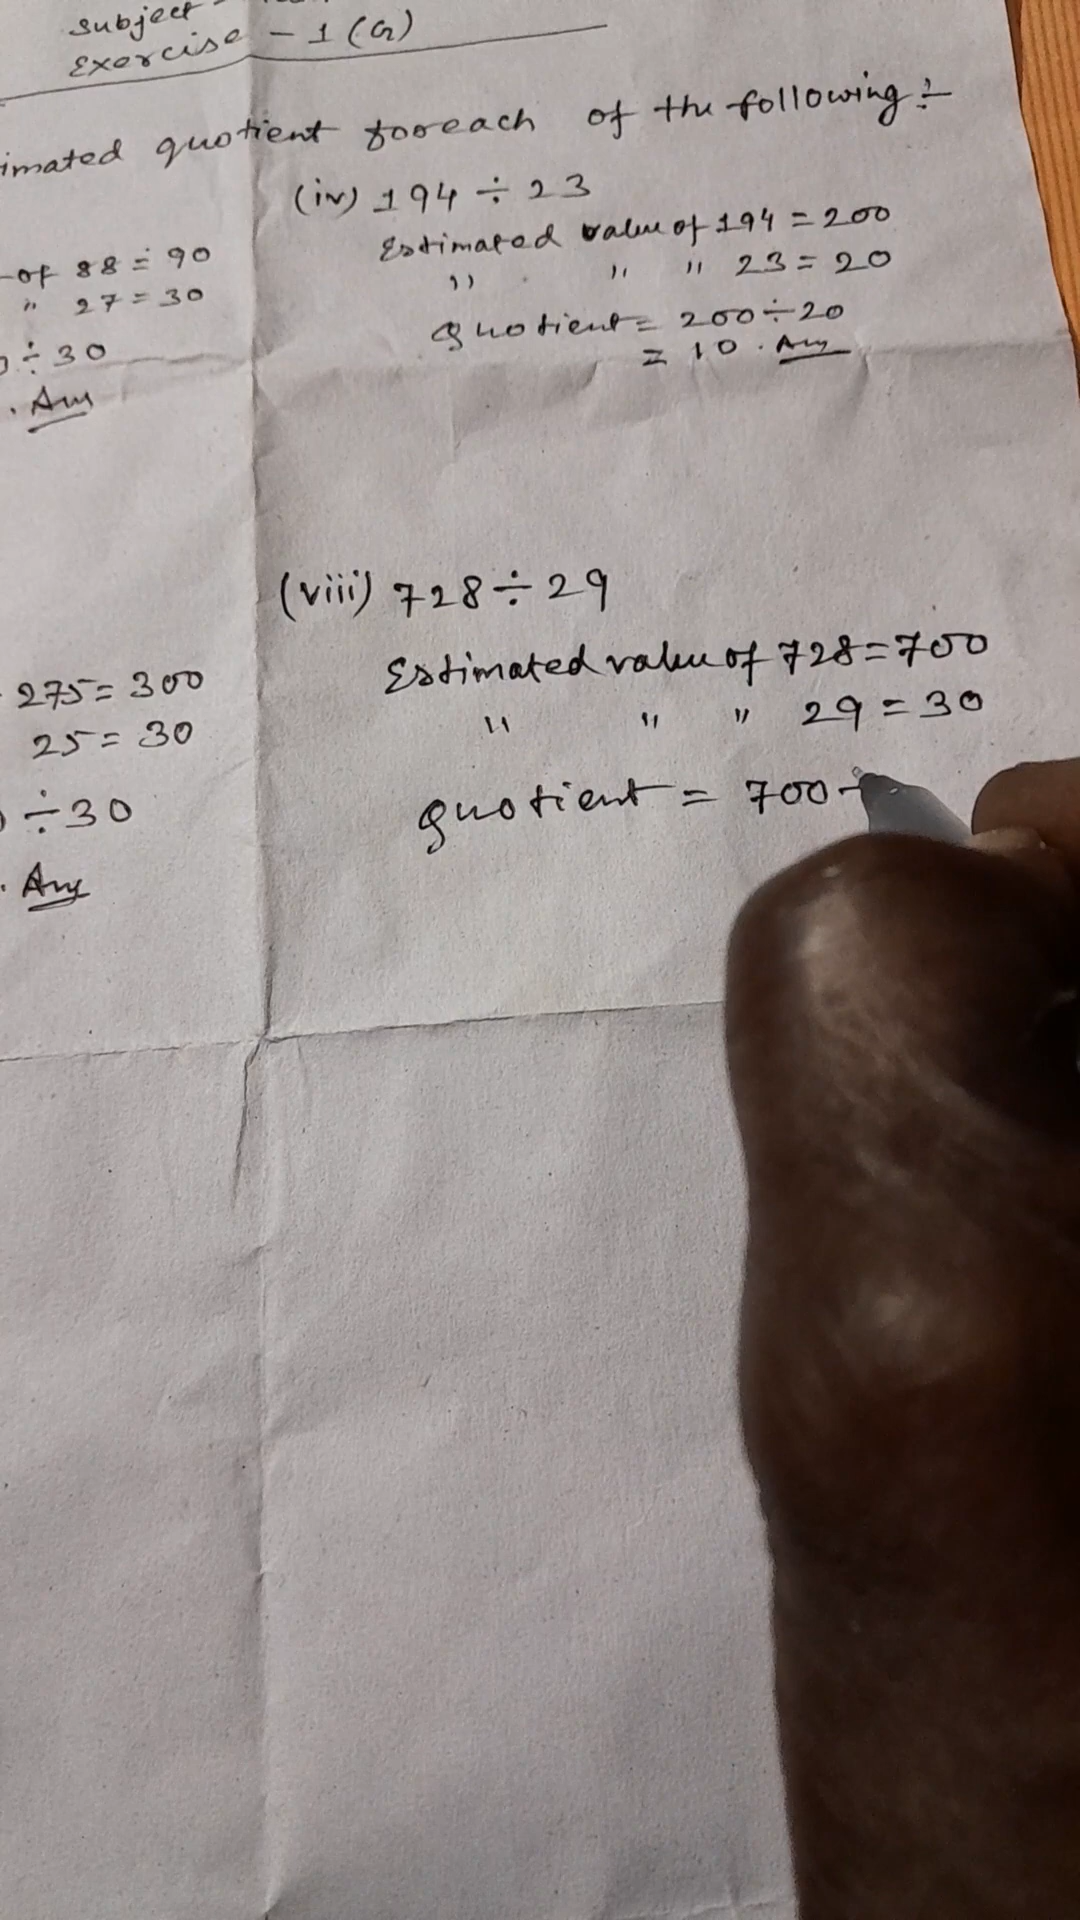 Subject -
Exercise - 1 (G)
imated quotient for each of the following :-
of 88 = 90
" 27 = 30
÷ 30
. Ans
(iv) 194 ÷ 23
Estimated value of 194 = 200
" " " 23 = 20
quotient = 200 ÷ 20
= 10 . Ans
275 = 300
25 = 30
÷ 30
. Ans
(viii) 728 ÷ 29
Estimated value of 728 = 700
" " " 29 = 30
quotient = 700 -